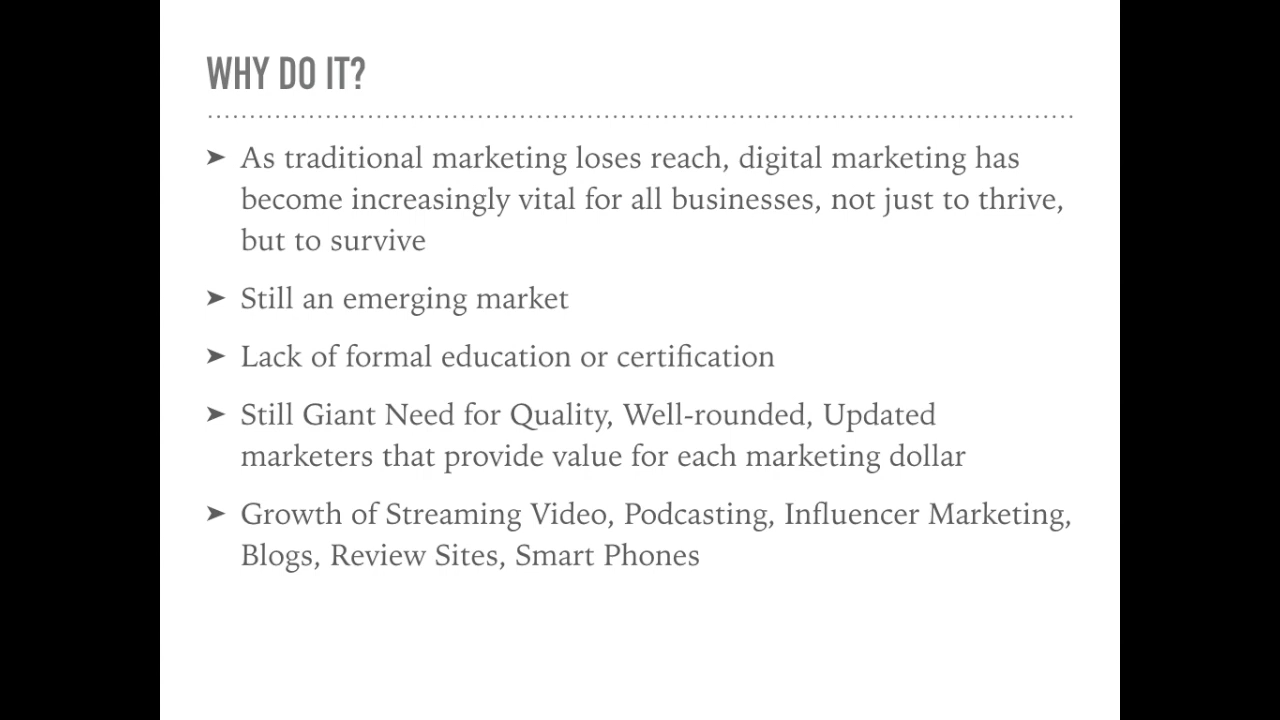 WHY DO IT?
➤ As traditional marketing loses reach, digital marketing has
become increasingly vital for all businesses, not just to thrive,
but to survive
➤ Still an emerging market
➤ Lack of formal education or certification
➤ Still Giant Need for Quality, Well-rounded, Updated
marketers that provide value for each marketing dollar
➤ Growth of Streaming Video, Podcasting, Influencer Marketing,
Blogs, Review Sites, Smart Phones